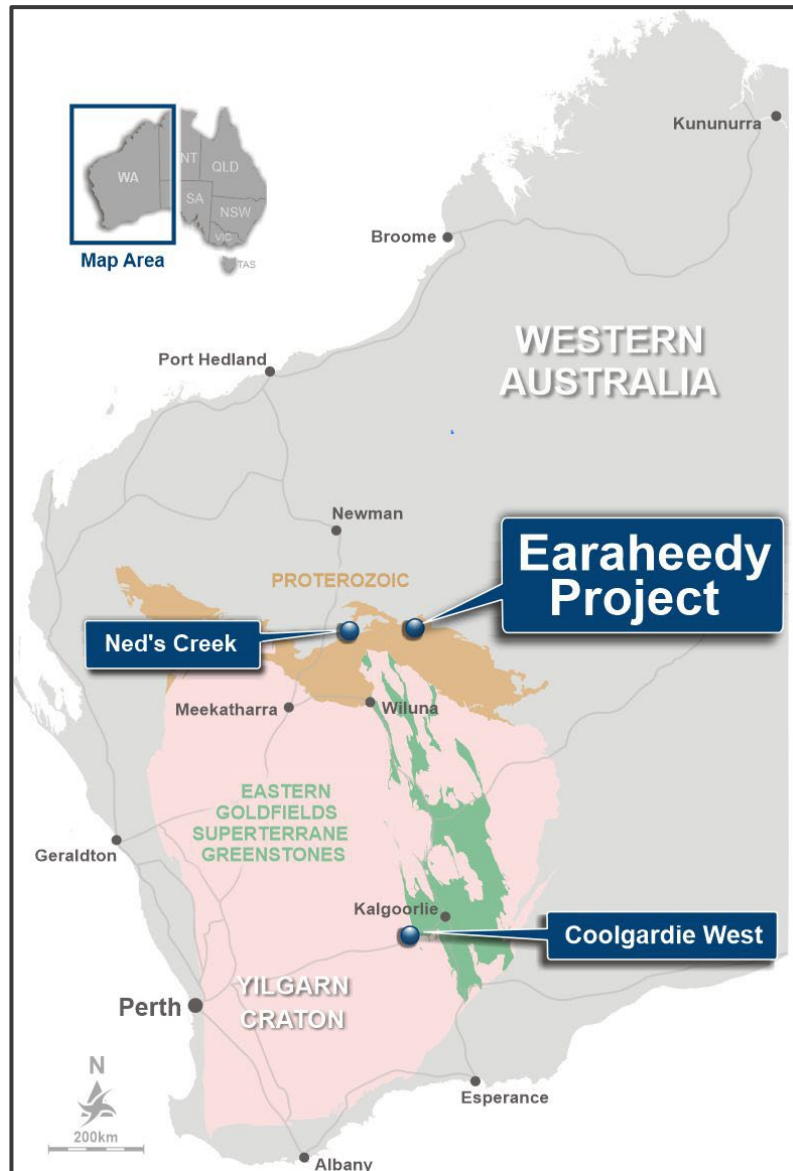 Kununurra
WA
NT
QLD
SA
NSW
VIC
TAS
Map Area
Broome
WESTERN
AUSTRALIA
Port Hedland
Newman
PROTEROZOIC
Earaheedy
Project
Ned's Creek
Meekatharra
Wiluna
EASTERN
GOLDFIELDS
SUPERTERRANE
GREENSTONES
Geraldton
Kalgoorlie
Coolgardie West
YILGARN
CRATON
Perth
N
200km
Esperance
Albany